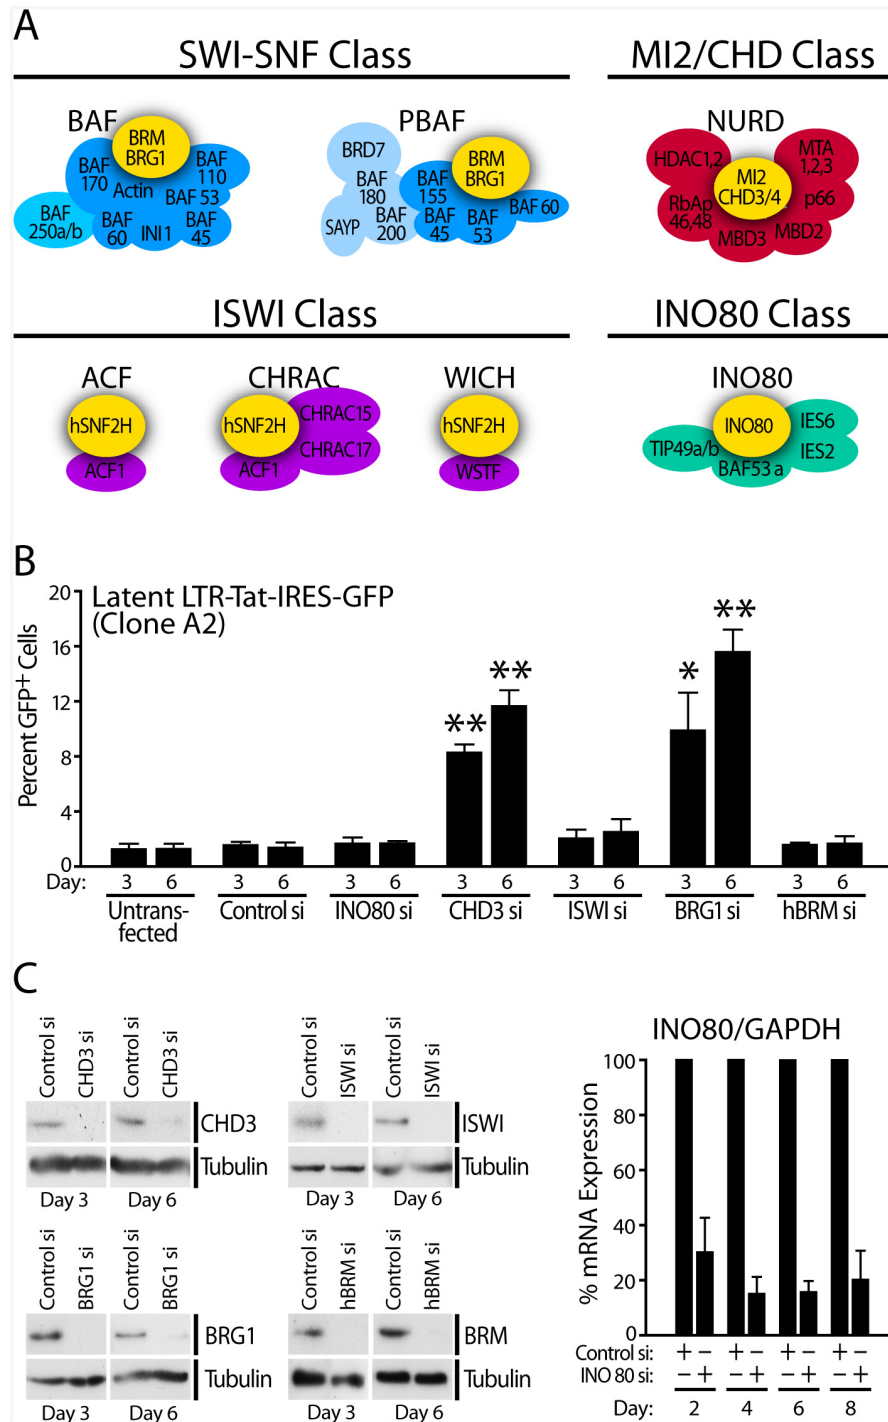 A
SWI-SNF Class
MI2/CHD Class
BAF
PBAF
NURD
BRM
BRG1
BAF
170
BAF
110
Actin
BAF 53
BAF
250a/b
BAF
60
INI1
BAF
45
BRD7
BRM
BRG1
BAF
180
BAF
155
SAYP
BAF
200
BAF
45
BAF
53
BAF 60
HDAC1,2
MTA
1,2,3
MI2
CHD3/4
RbAp
46,48
p66
MBD3
MBD2
ISWI Class
INO80 Class
ACF
CHRAC
WICH
INO80
hSNF2H
ACF1
hSNF2H
CHRAC15
CHRAC17
ACF1
hSNF2H
WSTF
INO80
IES6
TIP49a/b
IES2
BAF53 a
B
Latent LTR-Tat-IRES-GFP
(Clone A2)
Percent GFP+ Cells
20
16
12
8
4
0
** ** * **
Day: 3 6 3 6 3 6 3 6 3 6 3 6 3 6
Untrans-
fected
Control si
INO80 si
CHD3 si
ISWI si
BRG1 si
hBRM si
C
Control si
CHD3 si
Control si
CHD3 si
CHD3
Tubulin
Day 3
Day 6
Control si
ISWI si
Control si
ISWI si
ISWI
Tubulin
Day 3
Day 6
Control si
BRG1 si
Control si
BRG1 si
BRG1
Tubulin
Day 3
Day 6
Control si
hBRM si
Control si
hBRM si
BRM
Tubulin
Day 3
Day 6
INO80/GAPDH
% mRNA Expression
100
80
60
40
20
0
Control si: + − + − + − + −
INO 80 si: − + − + − + − +
Day: 2 4 6 8